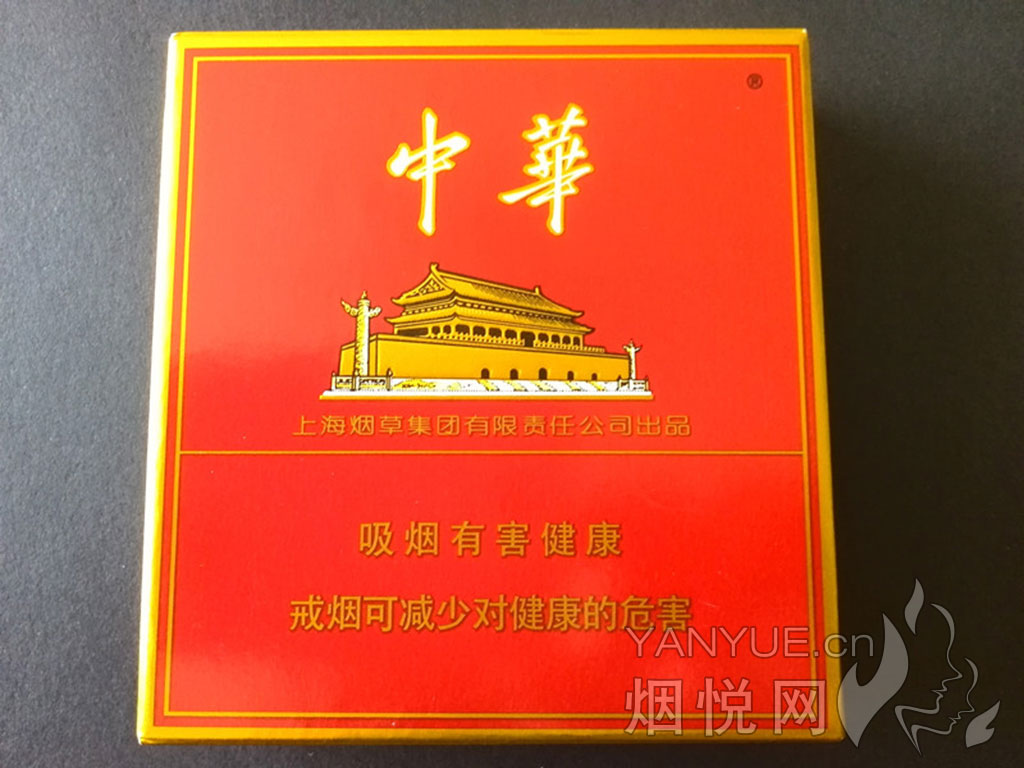 ®
中華
上海烟草集团有限责任公司出品
吸烟有害健康
戒烟可减少对健康的危害
YANYUE.cn
烟悦网